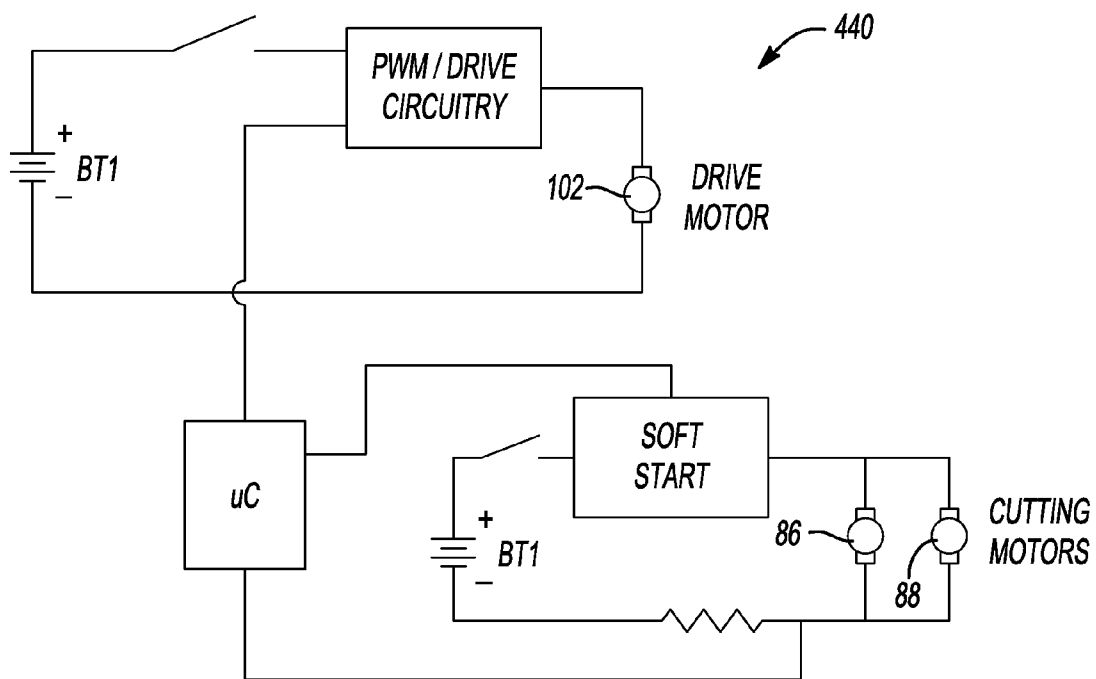 440
PWM / DRIVE
CIRCUITRY
+
BT1
–
102
DRIVE
MOTOR
SOFT
START
uC
+
BT1
–
86
88
CUTTING
MOTORS